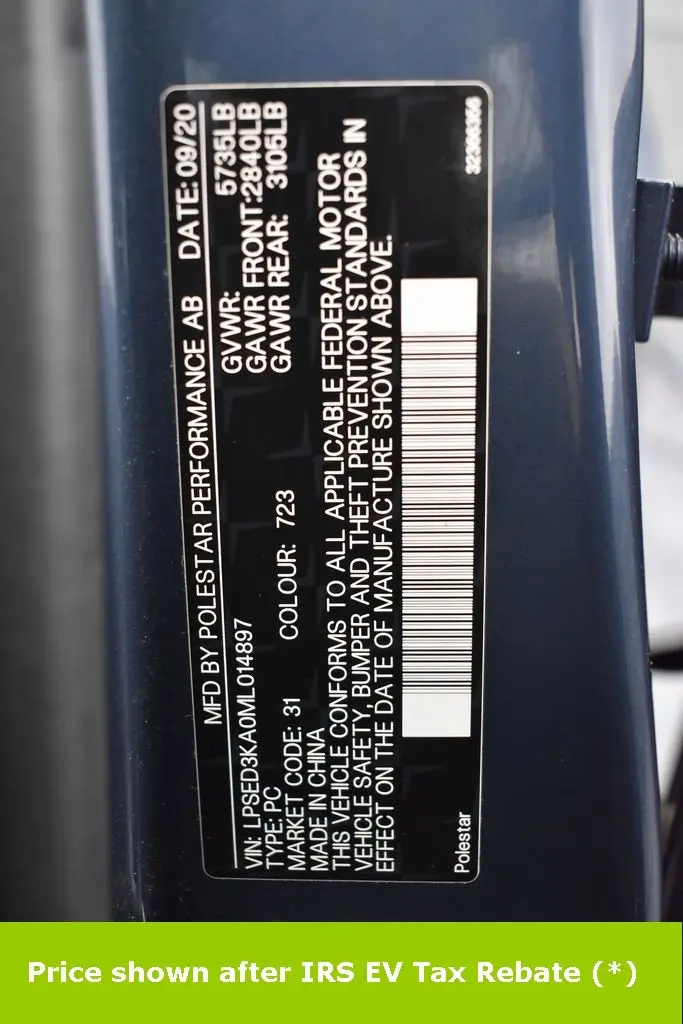 MFD BY POLESTAR PERFORMANCE AB DATE: 09/20
GVWR: 5735LB
GAWR FRONT:2840LB
GAWR REAR: 3105LB
VIN: LPSED3KA0ML014897
TYPE: PC
MARKET CODE: 31 COLOUR: 723
MADE IN CHINA
THIS VEHICLE CONFORMS TO ALL APPLICABLE FEDERAL MOTOR
VEHICLE SAFETY, BUMPER AND THEFT PREVENTION STANDARDS IN
EFFECT ON THE DATE OF MANUFACTURE SHOWN ABOVE.
Polestar
Price shown after IRS EV Tax Rebate (*)